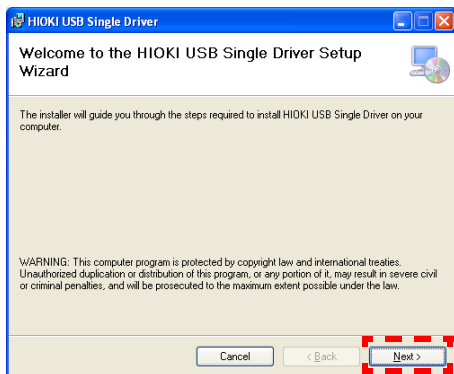 HIOKI USB Single Driver
Welcome to the HIOKI USB Single Driver Setup
Wizard
The installer will guide you through the steps required to install HIOKI USB Single Driver on your
computer.
WARNING: This computer program is protected by copyright law and international treaties.
Unauthorized duplication or distribution of this program, or any portion of it, may result in severe civil
or criminal penalties, and will be prosecuted to the maximum extent possible under the law.
Cancel
< Back
Next >